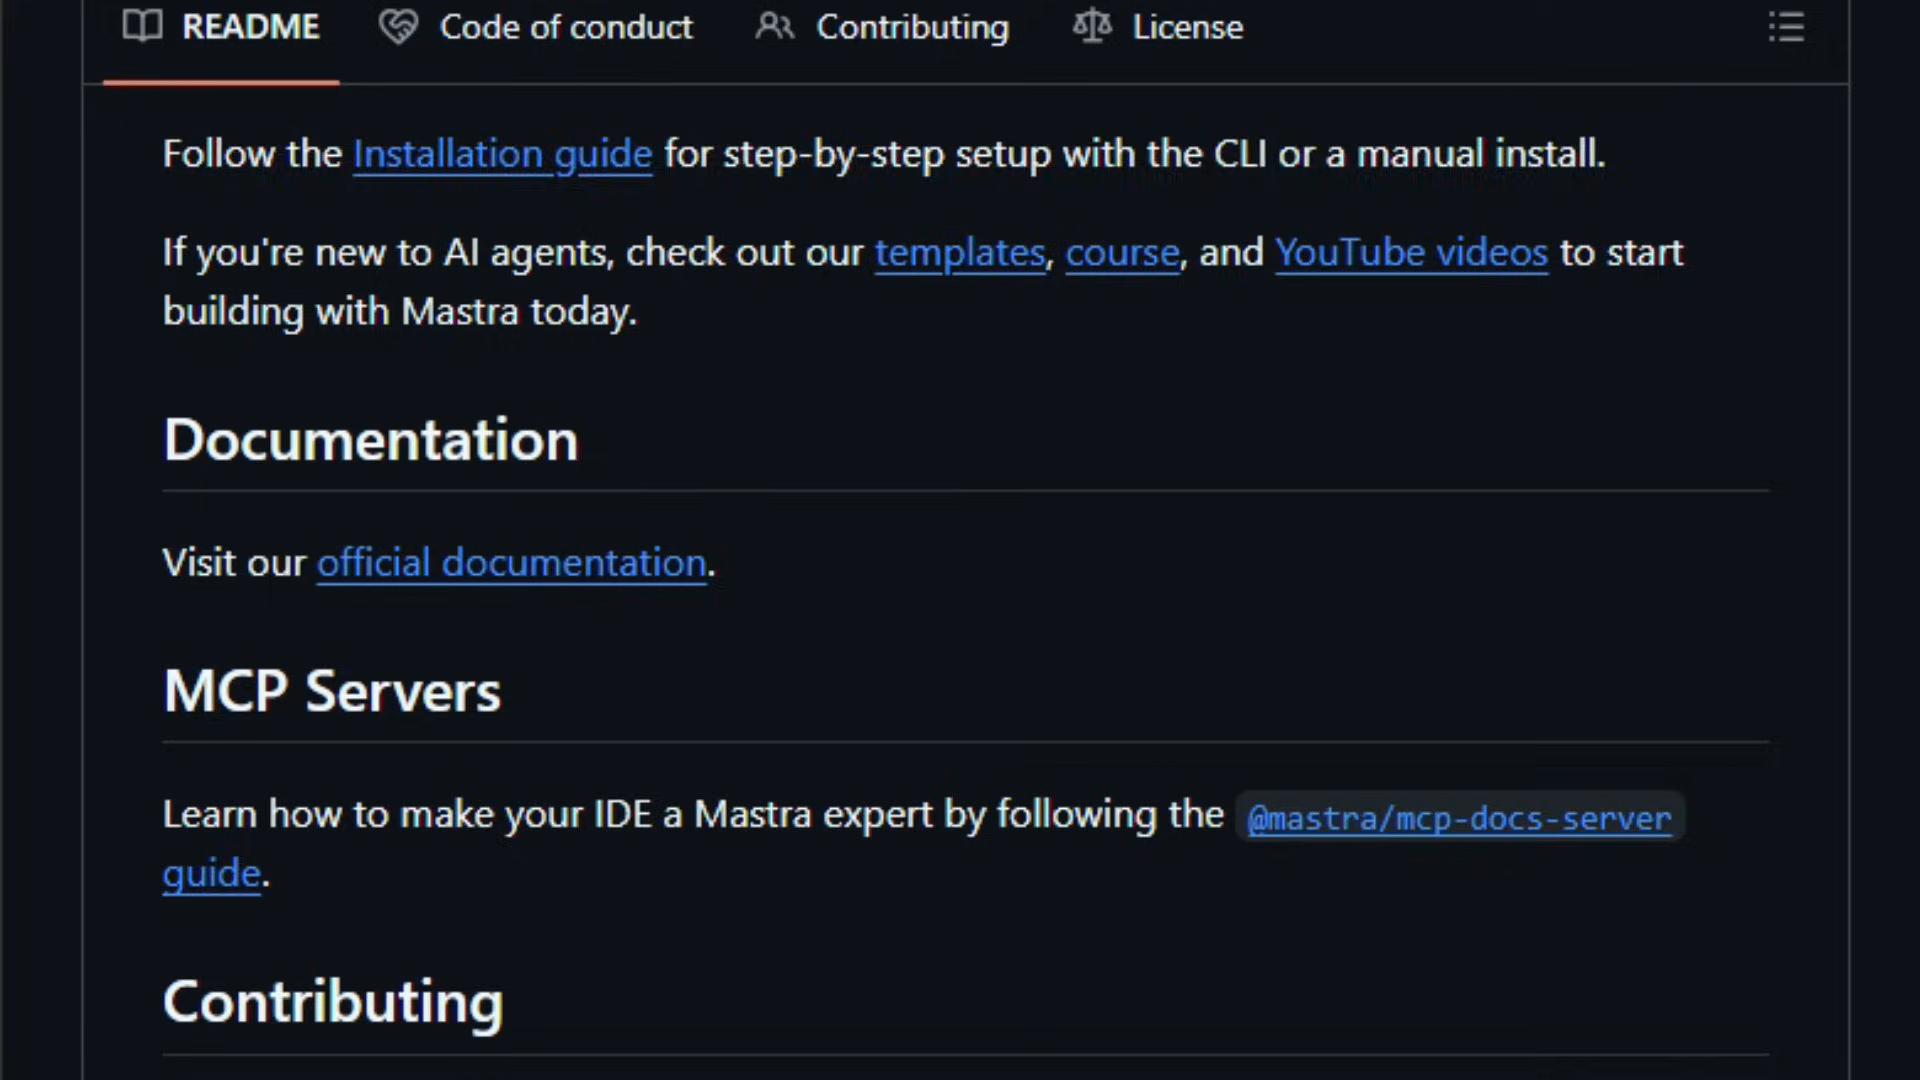 README Code of conduct Contributing License
Follow the Installation guide for step-by-step setup with the CLI or a manual install.
If you're new to AI agents, check out our templates, course, and YouTube videos to start
building with Mastra today.
Documentation
Visit our official documentation.
MCP Servers
Learn how to make your IDE a Mastra expert by following the @mastra/mcp-docs-server
guide.
Contributing